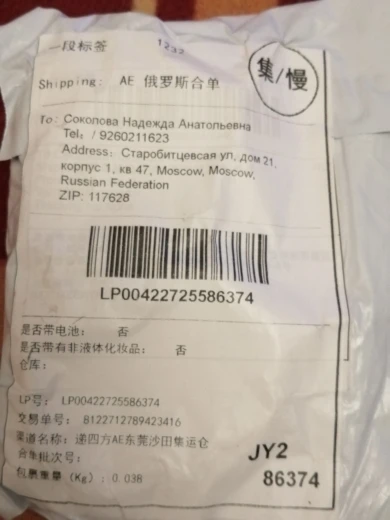 一段标签
1232
集/慢
Shipping: AE 俄罗斯合单
To: Соколова Надежда Анатольевна
Tel: / 9260211623
Address: Старобитцевская ул, дом 21,
корпус 1, кв 47, Moscow, Moscow,
Russian Federation
ZIP: 117628
LP00422725586374
是否带电池: 否
是否带有非液体化妆品: 否
仓库:
LP号: LP00422725586374
交易单号: B122712789423416
渠道名称: 递四方AE东莞沙田集运仓
合单批次号:
JY2
包裹重量(Kg): 0.038
86374